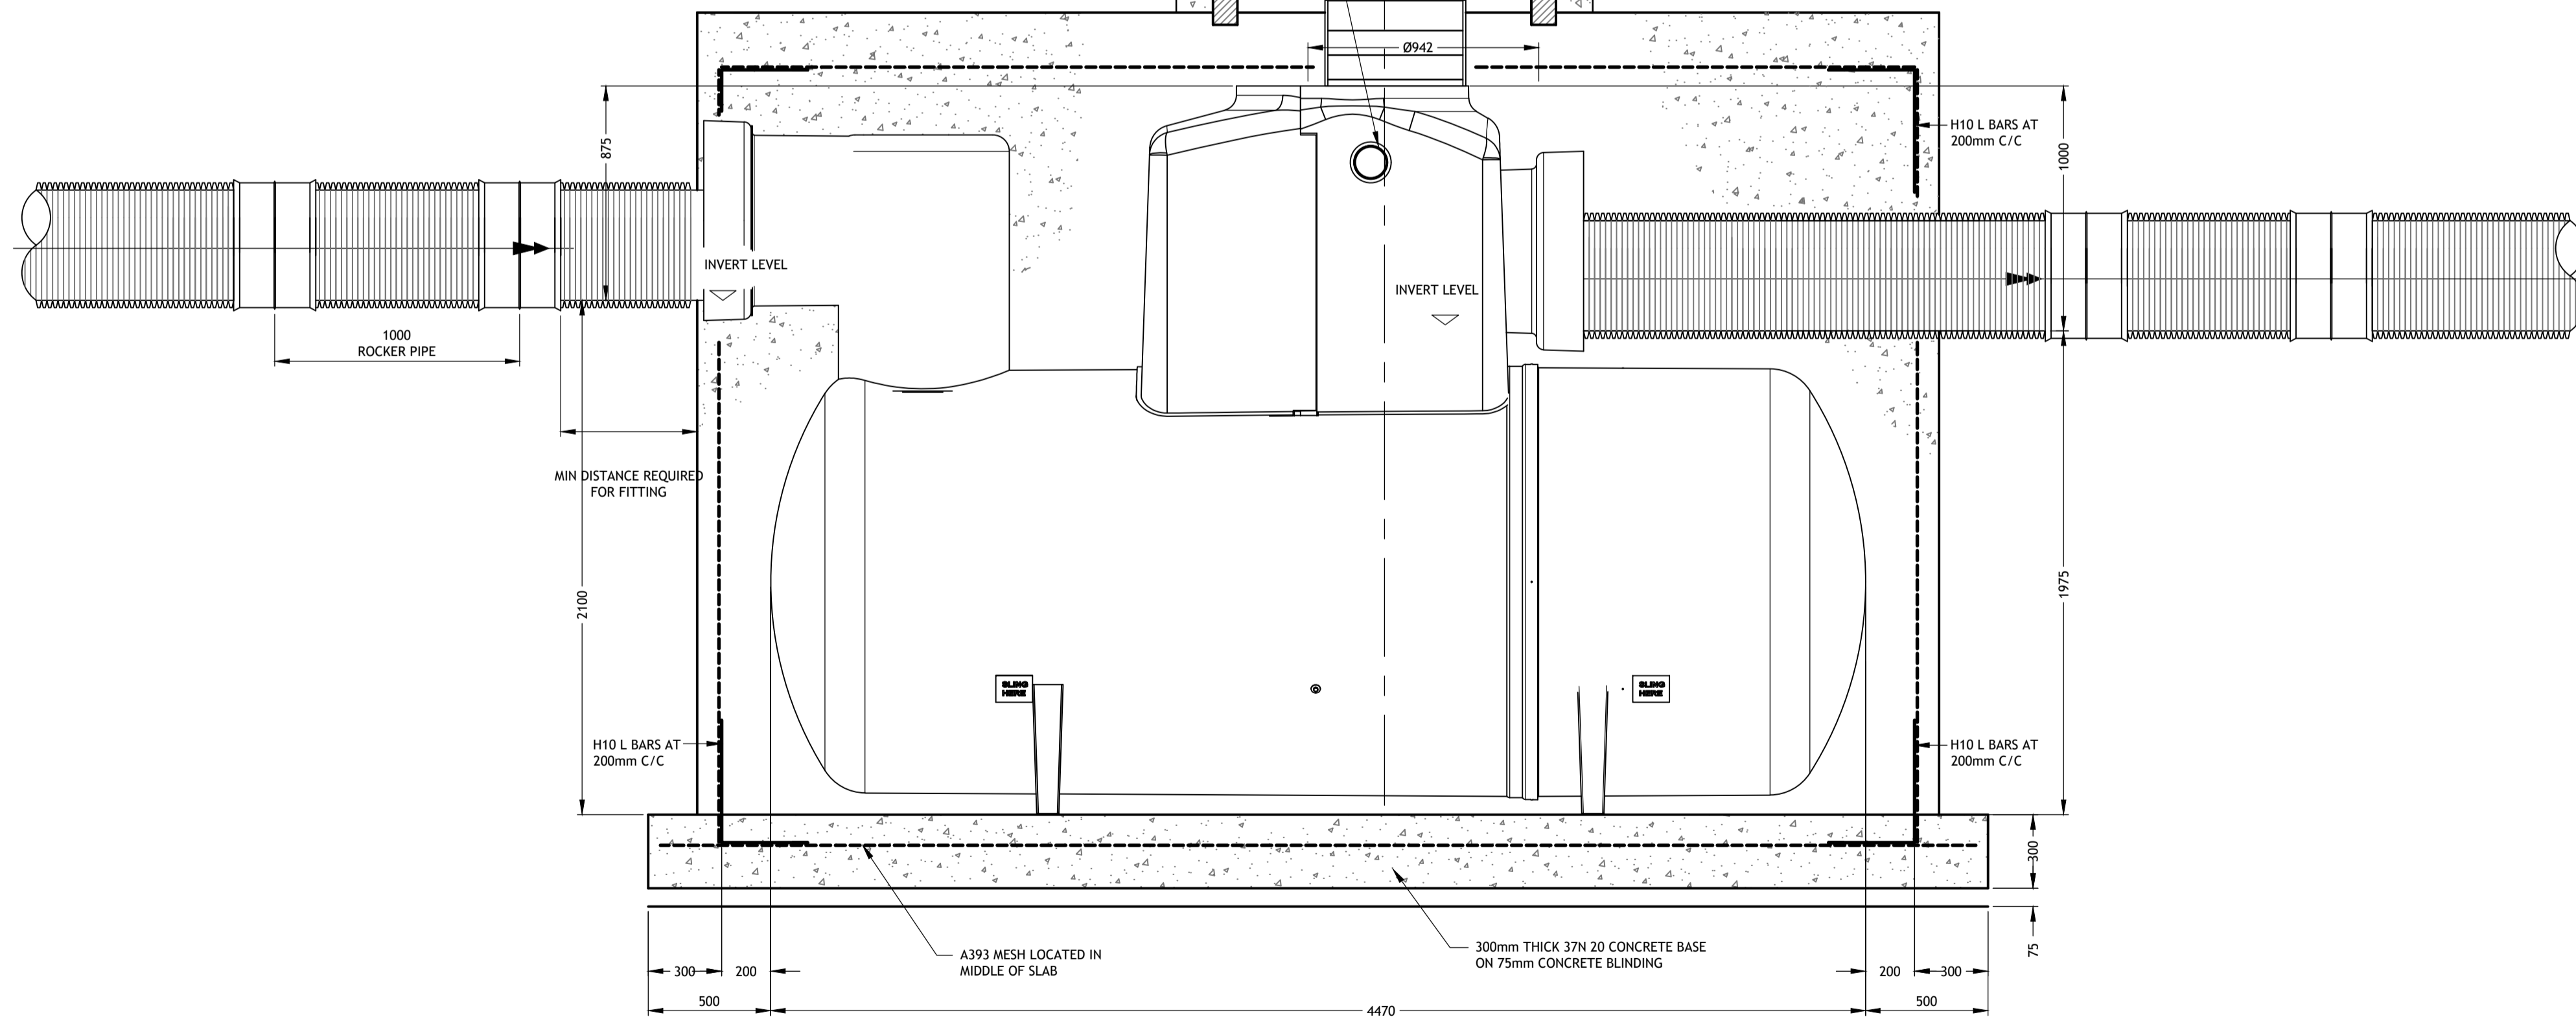 Ø942
875
H10 L BARS AT
200mm C/C
1000
INVERT LEVEL
INVERT LEVEL
1000
ROCKER PIPE
MIN DISTANCE REQUIRED
FOR FITTING
2100
1975
SLING
HERE
SLING
HERE
H10 L BARS AT
200mm C/C
H10 L BARS AT
200mm C/C
300
75
A393 MESH LOCATED IN
MIDDLE OF SLAB
300mm THICK 37N 20 CONCRETE BASE
ON 75mm CONCRETE BLINDING
300
200
200
300
500
4470
500